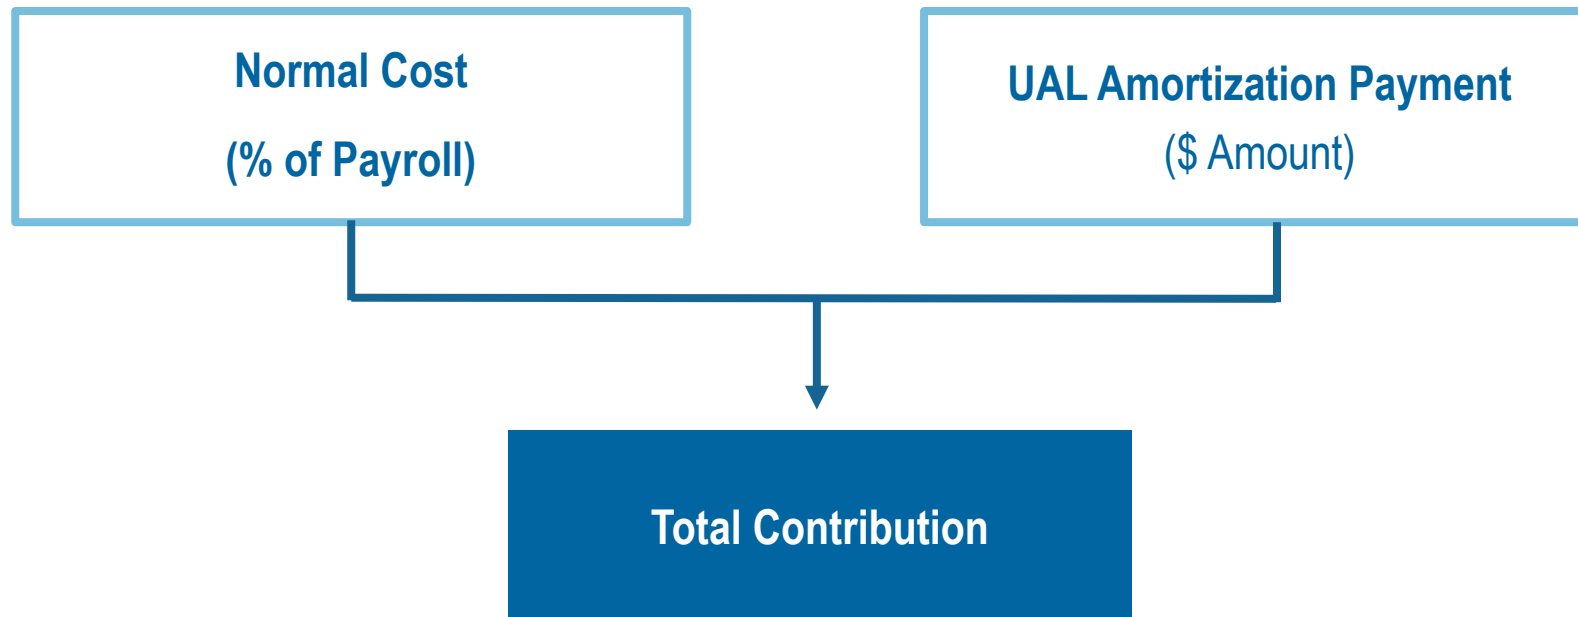 Normal Cost
(% of Payroll)
UAL Amortization Payment
($ Amount)
Total Contribution